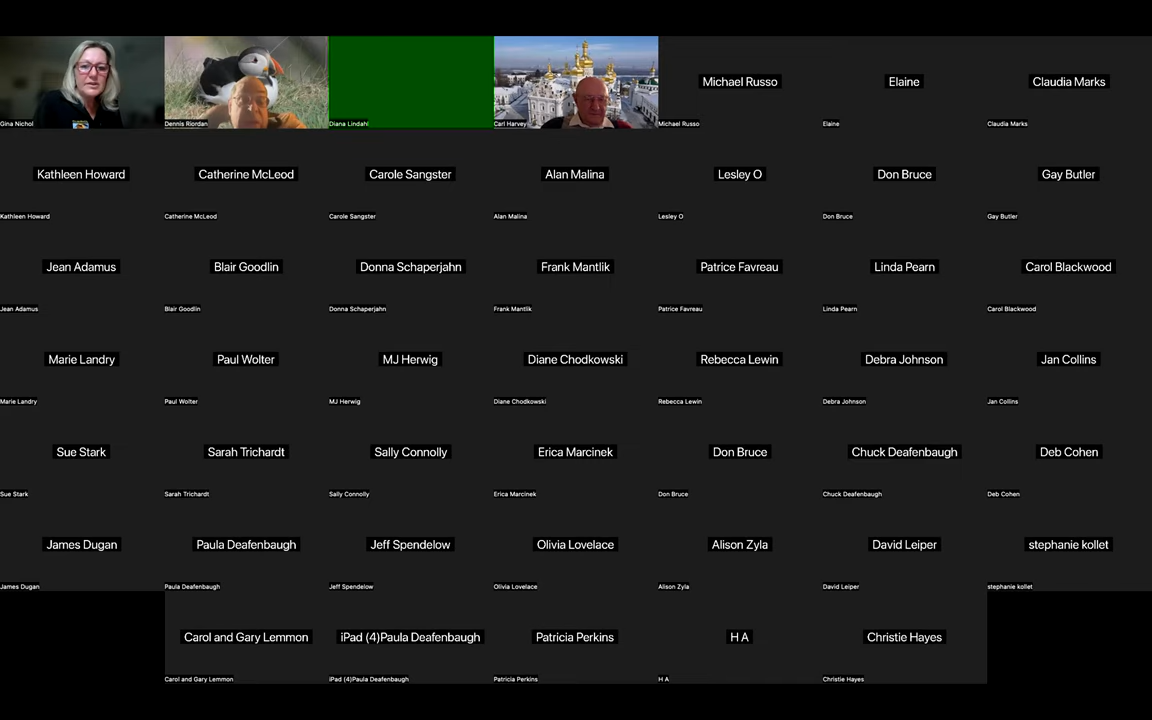 Michael Russo
Elaine
Claudia Marks
Gina Nichol
Dennis Riordan
Diana Lindahl
Carl Harvey
Michael Russo
Elaine
Claudia Marks
Kathleen Howard
Catherine McLeod
Carole Sangster
Alan Malina
Lesley O
Don Bruce
Gay Butler
Kathleen Howard
Catherine McLeod
Carole Sangster
Alan Malina
Lesley O
Don Bruce
Gay Butler
Jean Adamus
Blair Goodlin
Donna Schaperjahn
Frank Mantlik
Patrice Favreau
Linda Pearn
Carol Blackwood
Jean Adamus
Blair Goodlin
Donna Schaperjahn
Frank Mantlik
Patrice Favreau
Linda Pearn
Carol Blackwood
Marie Landry
Paul Wolter
MJ Herwig
Diane Chodkowski
Rebecca Lewin
Debra Johnson
Jan Collins
Marie Landry
Paul Wolter
MJ Herwig
Diane Chodkowski
Rebecca Lewin
Debra Johnson
Jan Collins
Sue Stark
Sarah Trichardt
Sally Connolly
Erica Marcinek
Don Bruce
Chuck Deafenbaugh
Deb Cohen
Sue Stark
Sarah Trichardt
Sally Connolly
Erica Marcinek
Don Bruce
Chuck Deafenbaugh
Deb Cohen
James Dugan
Paula Deafenbaugh
Jeff Spendelow
Olivia Lovelace
Alison Zyla
David Leiper
stephanie kollet
James Dugan
Paula Deafenbaugh
Jeff Spendelow
Olivia Lovelace
Alison Zyla
David Leiper
stephanie kollet
Carol and Gary Lemmon
iPad (4)Paula Deafenbaugh
Patricia Perkins
H A
Christie Hayes
Carol and Gary Lemmon
iPad (4)Paula Deafenbaugh
Patricia Perkins
H A
Christie Hayes